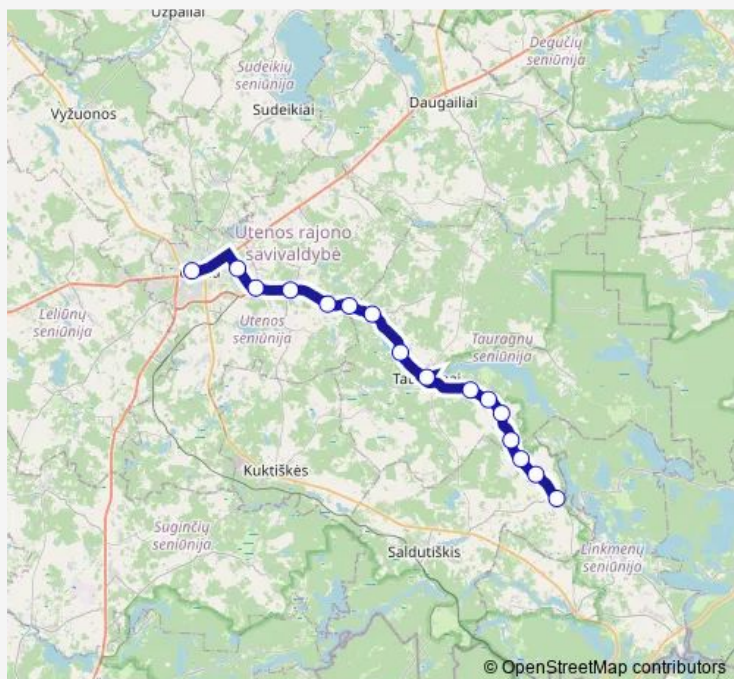 Užpaliai
Degučių
seniūnija
Sudeikių
seniūnija
Vyžuonos
Sudeikiai
Daugailiai
Utenos rajono
savivaldybė
Leliūnų
seniūnija
Utenos
seniūnija
Tauragnų
seniūnija
Kuktiškės
Suginčių
seniūnija
Saldutiškis
Linkmenų
seniūnija
© OpenStreetMap contributors